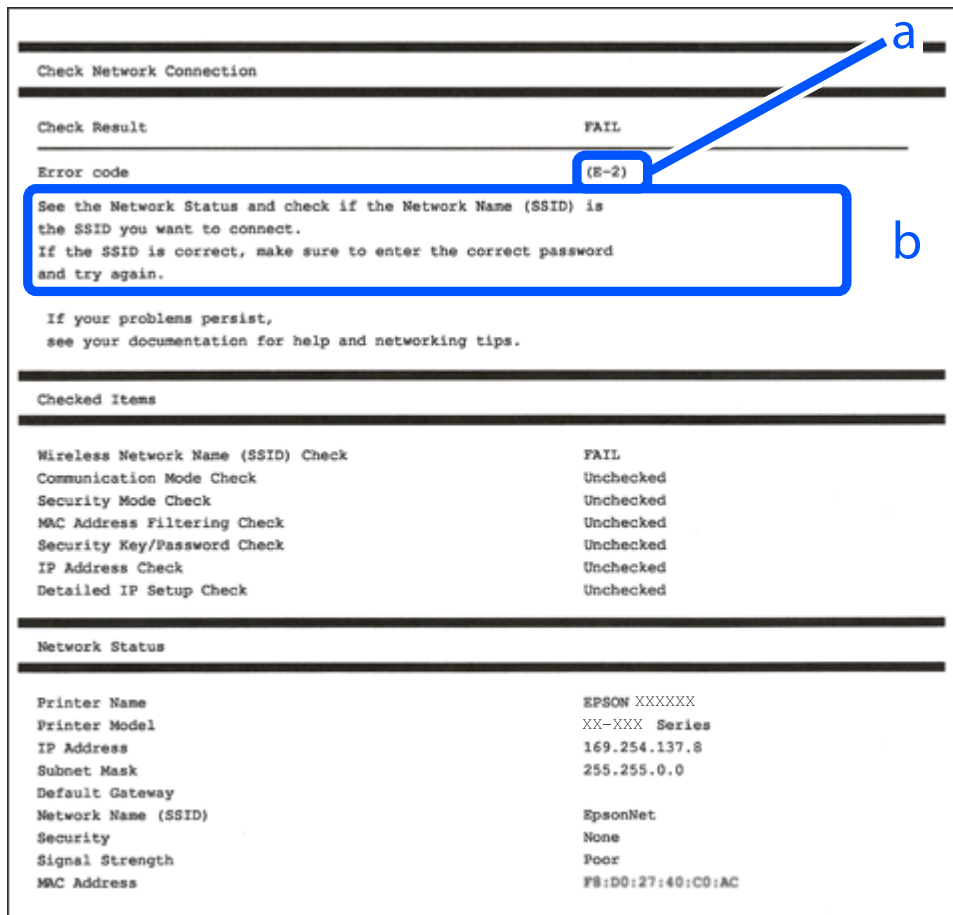 a
Check Network Connection
Check Result FAIL
Error code (E-2)
See the Network Status and check if the Network Name (SSID) is
the SSID you want to connect.
If the SSID is correct, make sure to enter the correct password
and try again.
b
If your problems persist,
see your documentation for help and networking tips.
Checked Items
Wireless Network Name (SSID) Check FAIL
Communication Mode Check Unchecked
Security Mode Check Unchecked
MAC Address Filtering Check Unchecked
Security Key/Password Check Unchecked
IP Address Check Unchecked
Detailed IP Setup Check Unchecked
Network Status
Printer Name EPSON XXXXXX
Printer Model XX-XXX Series
IP Address 169.254.137.8
Subnet Mask 255.255.0.0
Default Gateway
Network Name (SSID) EpsonNet
Security None
Signal Strength Poor
MAC Address F8:D0:27:40:C0:AC